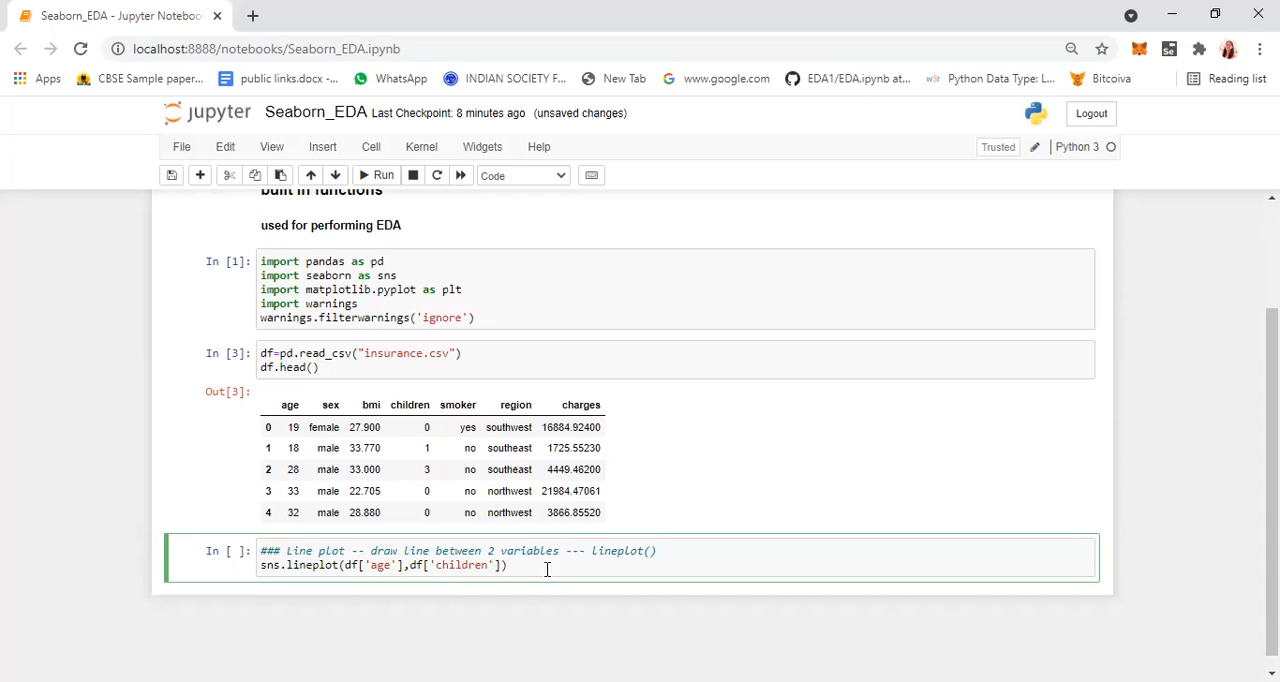 Seaborn_EDA - Jupyter Notebook
localhost:8888/notebooks/Seaborn_EDA.ipynb
Apps CBSE Sample paper... public links.docx -... WhatsApp INDIAN SOCIETY F... New Tab www.google.com EDA1/EDA.ipynb at... Python Data Type: L... Bitcoiva Reading list
jupyter Seaborn_EDA Last Checkpoint: 8 minutes ago (unsaved changes) Logout
File Edit View Insert Cell Kernel Widgets Help Trusted Python 3
Run Code
built in functions
used for performing EDA
In [1]: import pandas as pd
import seaborn as sns
import matplotlib.pyplot as plt
import warnings
warnings.filterwarnings('ignore')
In [3]: df=pd.read_csv("insurance.csv")
df.head()
Out[3]:
age sex bmi children smoker region charges
0 19 female 27.900 0 yes southwest 16884.92400
1 18 male 33.770 1 no southeast 1725.55230
2 28 male 33.000 3 no southeast 4449.46200
3 33 male 22.705 0 no northwest 21984.47061
4 32 male 28.880 0 no northwest 3866.85520
In [ ]: ### Line plot -- draw line between 2 variables --- lineplot()
sns.lineplot(df['age'],df['children'])